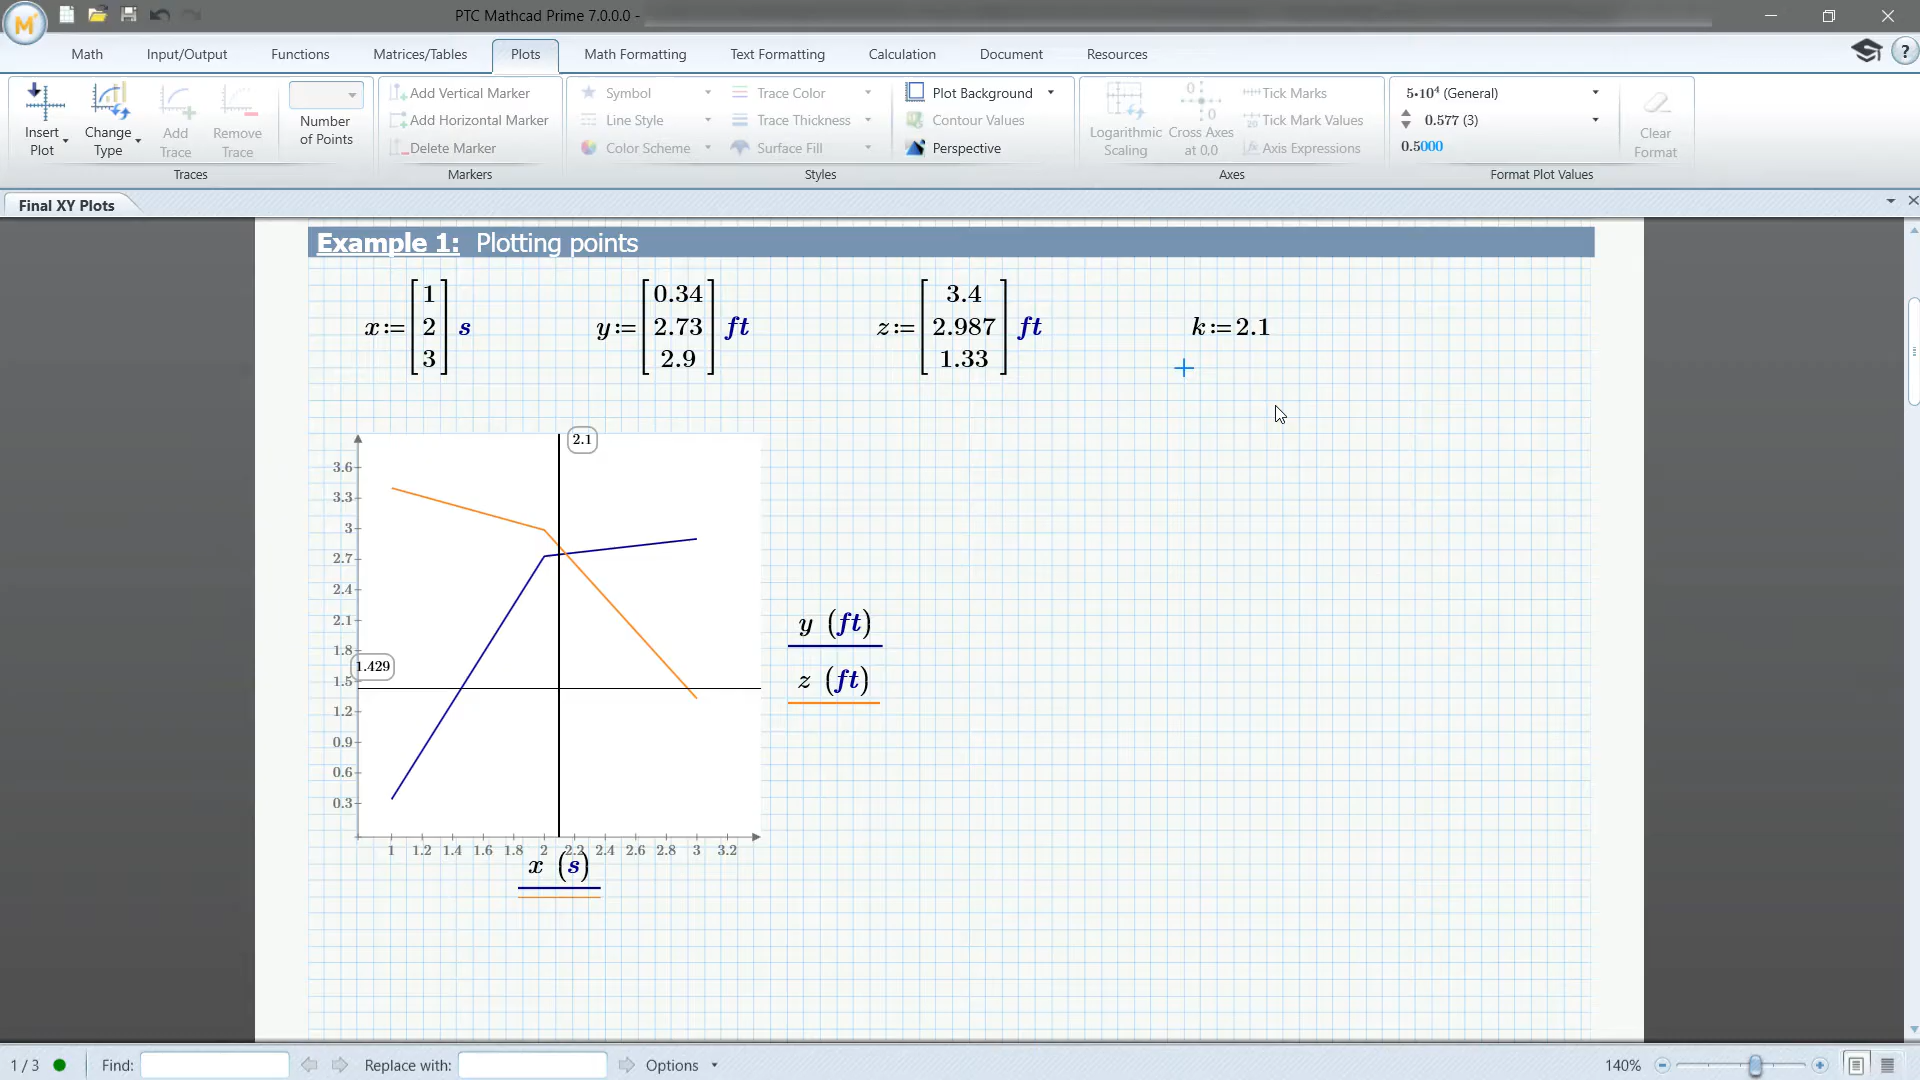 PTC Mathcad Prime 7.0.0.0 -
Math Input/Output Functions Matrices/Tables Plots Math Formatting Text Formatting Calculation Document Resources
?
Insert Plot
Change Type
Add Trace
Remove Trace
Number of Points
Traces
Add Vertical Marker
Add Horizontal Marker
Delete Marker
Markers
Symbol
Line Style
Color Scheme
Trace Color
Trace Thickness
Surface Fill
Plot Background
Contour Values
Perspective
Styles
Logarithmic Scaling
Cross Axes at 0,0
Tick Marks
Tick Mark Values
Axis Expressions
Axes
5•10⁴ (General)
0.577 (3)
0.5000
Clear Format
Format Plot Values
Final XY Plots
Example 1: Plotting points
x:=[1 2 3] s
y:=[0.34 2.73 2.9] ft
z:=[3.4 2.987 1.33] ft
k:=2.1
2.1
3.6
3.3
3
2.7
2.4
2.1
1.8
1.429
1.5
1.2
0.9
0.6
0.3
1 1.2 1.4 1.6 1.8 2 2.2 2.4 2.6 2.8 3 3.2
y (ft)
z (ft)
x (s)
1 / 3 Find: Replace with: Options 140%